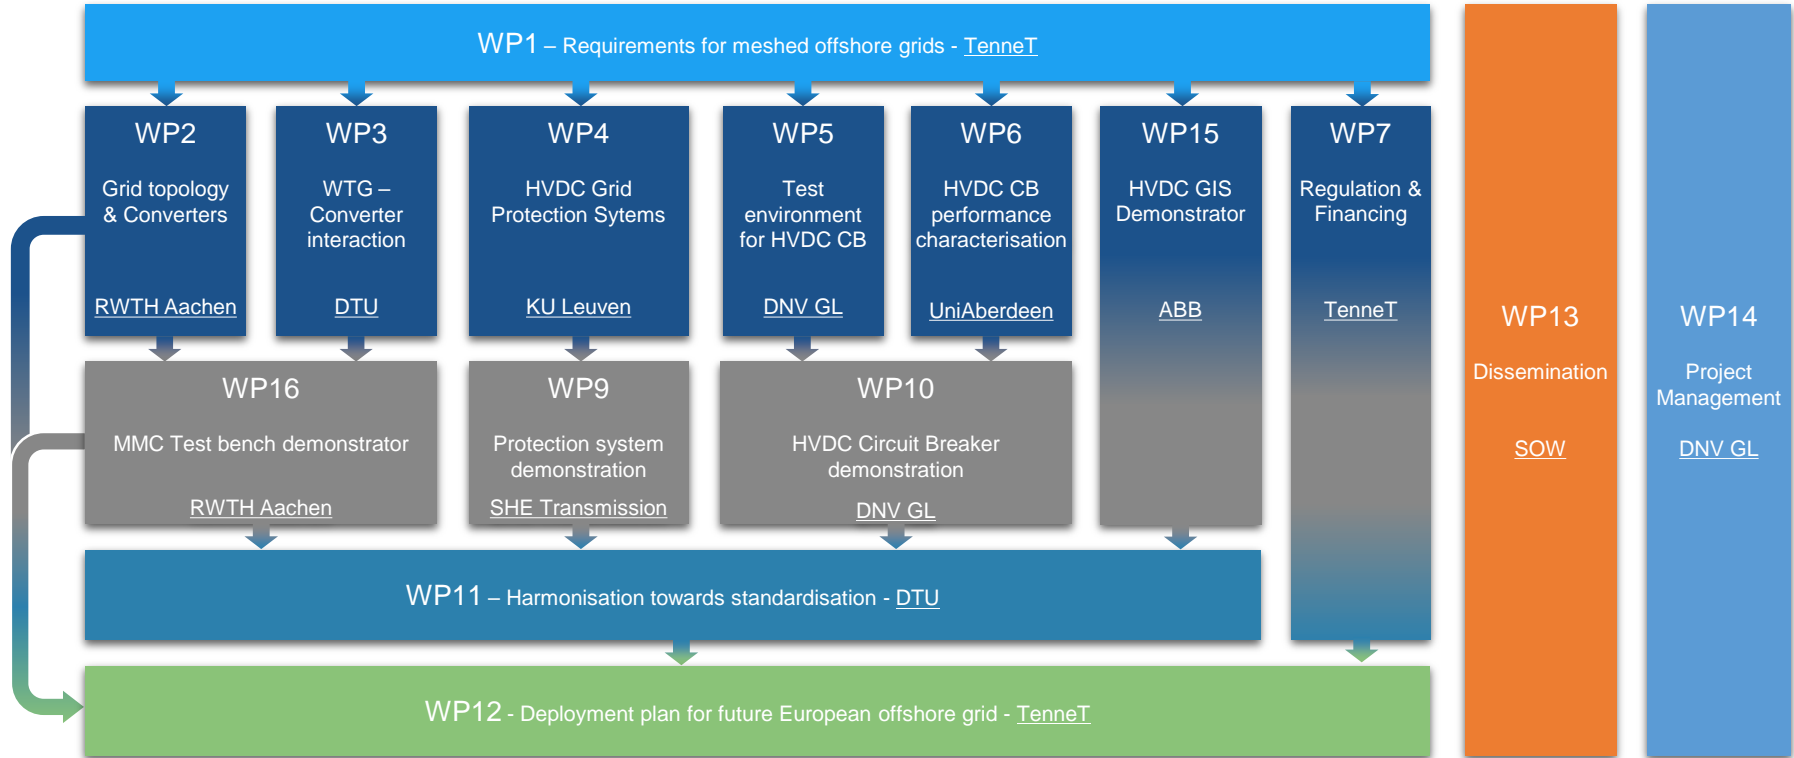 WP1 – Requirements for meshed offshore grids - TenneT
WP2
Grid topology
& Converters
RWTH Aachen
WP3
WTG –
Converter
interaction
DTU
WP4
HVDC Grid
Protection Sytems
KU Leuven
WP5
Test
environment
for HVDC CB
DNV GL
WP6
HVDC CB
performance
characterisation
UniAberdeen
WP15
HVDC GIS
Demonstrator
ABB
WP7
Regulation &
Financing
TenneT
WP16
MMC Test bench demonstrator
RWTH Aachen
WP9
Protection system
demonstration
SHE Transmission
WP10
HVDC Circuit Breaker
demonstration
DNV GL
WP11 – Harmonisation towards standardisation - DTU
WP12 - Deployment plan for future European offshore grid - TenneT
WP13
Dissemination
SOW
WP14
Project
Management
DNV GL